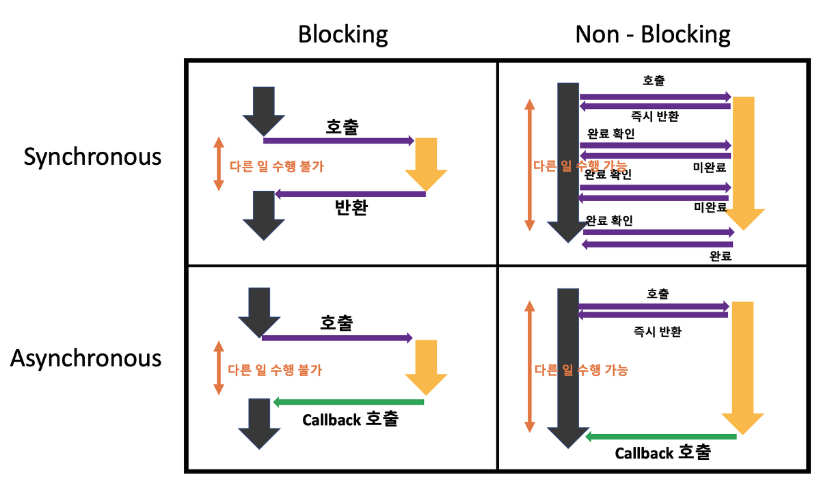 Blocking
Non - Blocking
Synchronous
호출
다른 일 수행 불가
반환
호출
즉시 반환
완료 확인
다른 일 수행 가능
미완료
완료 확인
미완료
완료 확인
완료
Asynchronous
호출
다른 일 수행 불가
Callback 호출
호출
즉시 반환
다른 일 수행 가능
Callback 호출